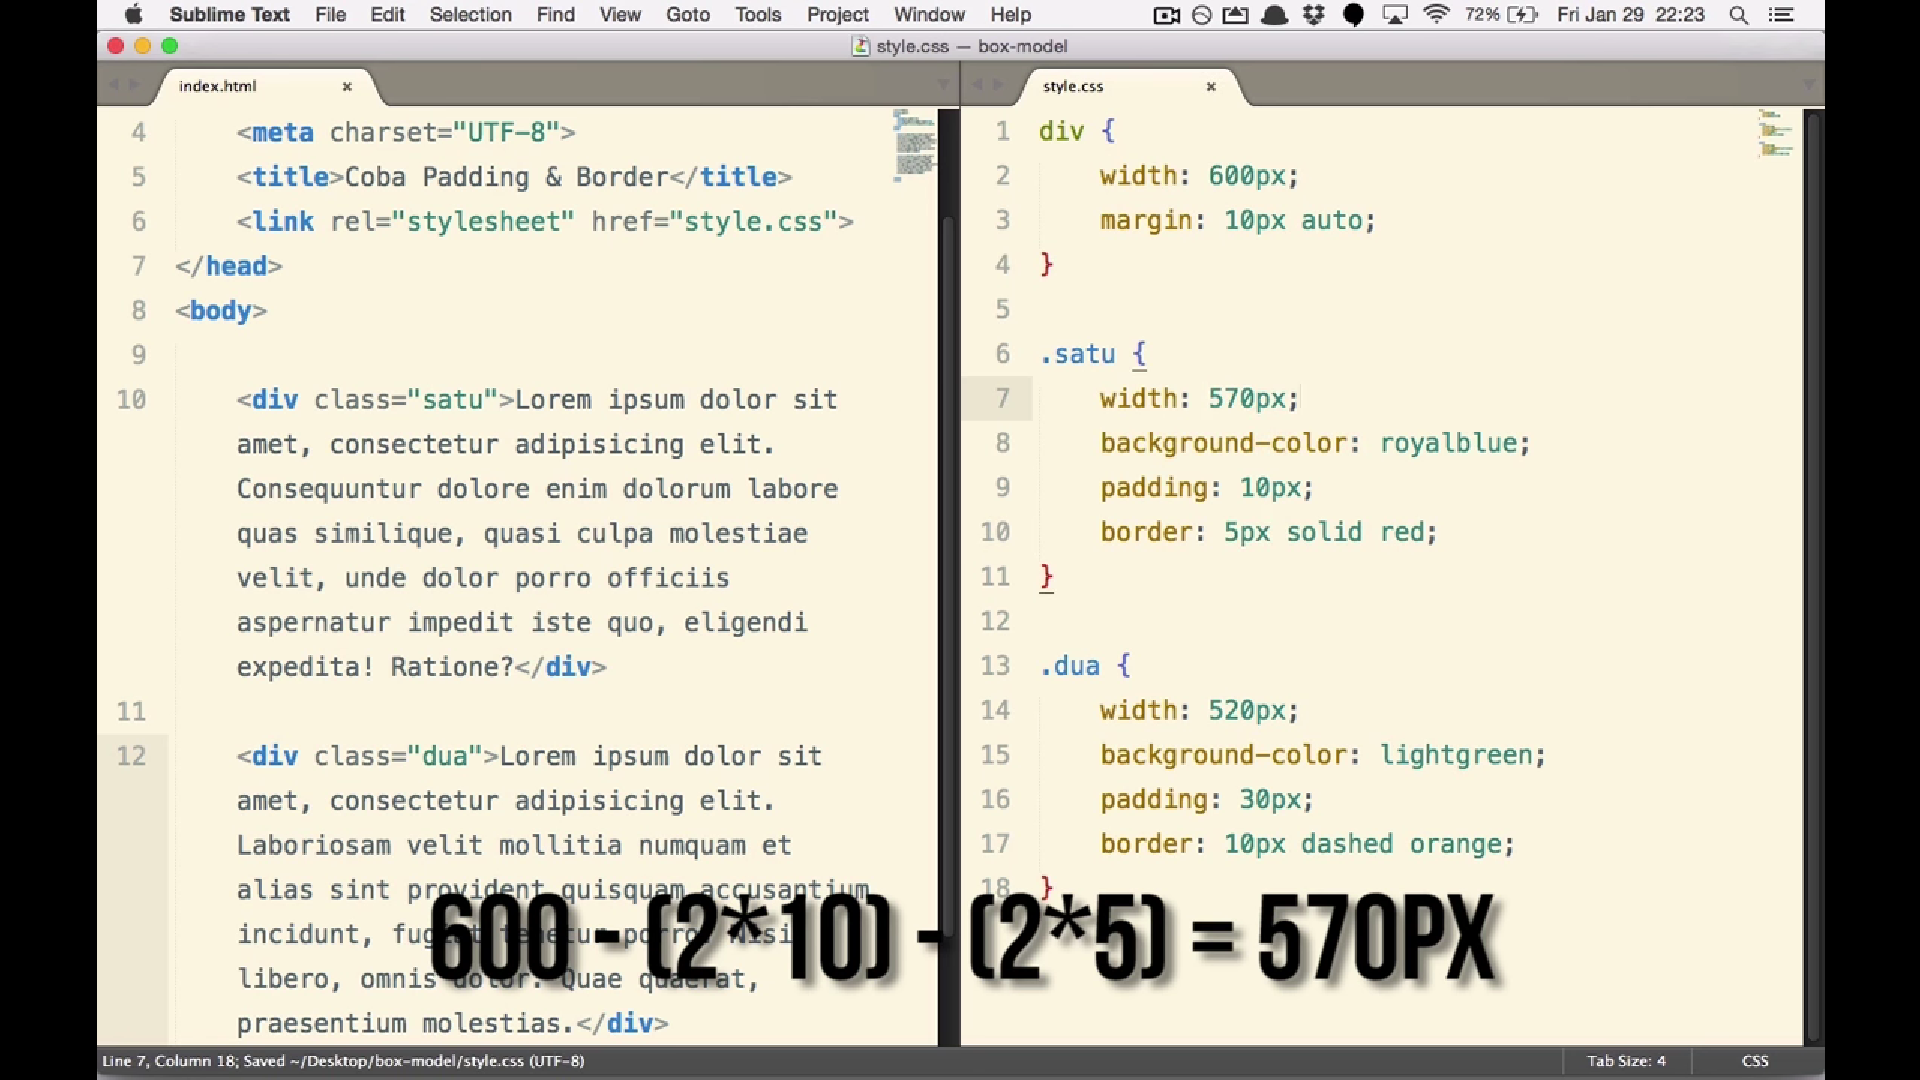 Sublime Text File Edit Selection Find View Goto Tools Project Window Help 72% Fri Jan 29 22:23
style.css — box-model
index.html
4 <meta charset="UTF-8">
5 <title>Coba Padding & Border</title>
6 <link rel="stylesheet" href="style.css">
7 </head>
8 <body>
9
10 <div class="satu">Lorem ipsum dolor sit
amet, consectetur adipisicing elit.
Consequuntur dolore enim dolorum labore
quas similique, quasi culpa molestiae
velit, unde dolor porro officiis
aspernatur impedit iste quo, eligendi
expedita! Ratione?</div>
11
12 <div class="dua">Lorem ipsum dolor sit
amet, consectetur adipisicing elit.
Laboriosam velit mollitia numquam et
alias sint provident quisquam accusantium
incidunt, fugiat tenetur porro. Nisi
libero, omnis dolor. Quae quaerat,
praesentium molestias.</div>
style.css
1 div {
2 width: 600px;
3 margin: 10px auto;
4 }
5
6 .satu {
7 width: 570px;
8 background-color: royalblue;
9 padding: 10px;
10 border: 5px solid red;
11 }
12
13 .dua {
14 width: 520px;
15 background-color: lightgreen;
16 padding: 30px;
17 border: 10px dashed orange;
18 }
600 - (2*10) - (2*5) = 570PX
Line 7, Column 18; Saved ~/Desktop/box-model/style.css (UTF-8) Tab Size: 4 CSS